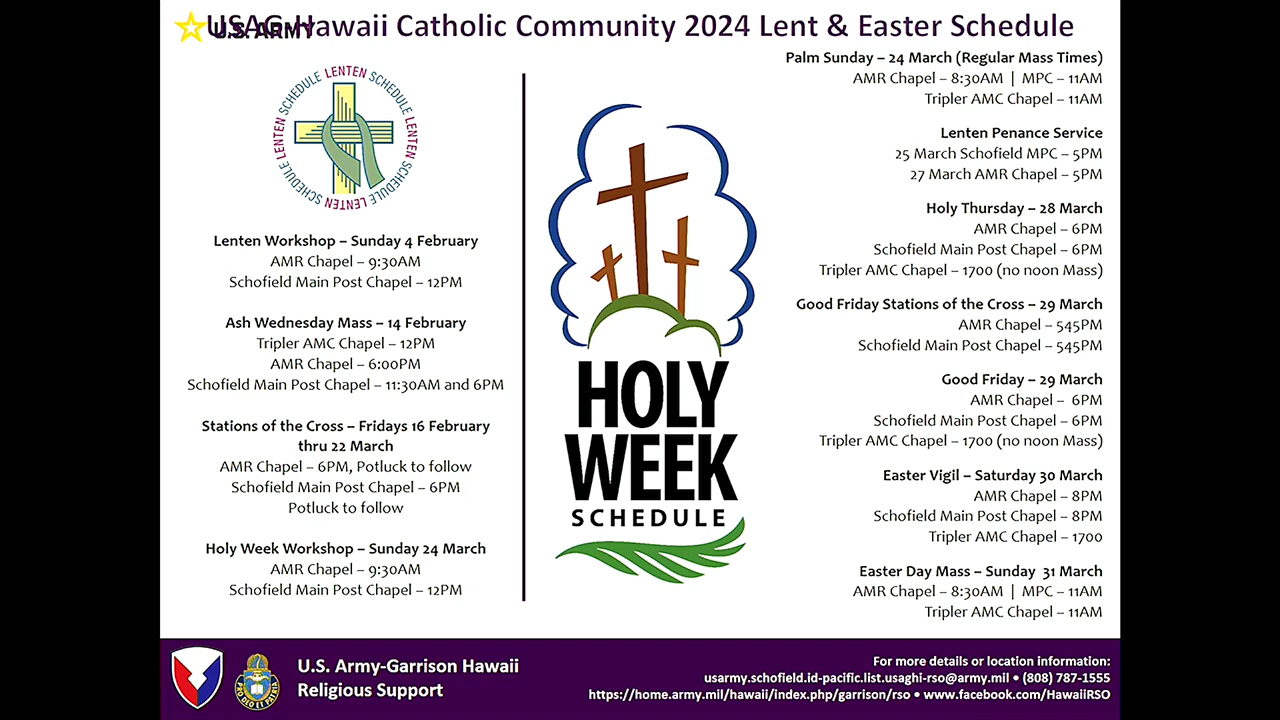 USAG-Hawaii Catholic Community 2024 Lent & Easter Schedule
U.S. ARMY
LENTEN SCHEDULE LENTEN SCHEDULE LENTEN SCHEDULE LENTEN SCHEDULE
Lenten Workshop – Sunday 4 February
AMR Chapel – 9:30AM
Schofield Main Post Chapel – 12PM
Ash Wednesday Mass – 14 February
Tripler AMC Chapel – 12PM
AMR Chapel – 6:00PM
Schofield Main Post Chapel – 11:30AM and 6PM
Stations of the Cross – Fridays 16 February
thru 22 March
AMR Chapel – 6PM, Potluck to follow
Schofield Main Post Chapel – 6PM
Potluck to follow
Holy Week Workshop – Sunday 24 March
AMR Chapel – 9:30AM
Schofield Main Post Chapel – 12PM
HOLY
WEEK
SCHEDULE
Palm Sunday – 24 March (Regular Mass Times)
AMR Chapel – 8:30AM | MPC – 11AM
Tripler AMC Chapel – 11AM
Lenten Penance Service
25 March Schofield MPC – 5PM
27 March AMR Chapel – 5PM
Holy Thursday – 28 March
AMR Chapel – 6PM
Schofield Main Post Chapel – 6PM
Tripler AMC Chapel – 1700 (no noon Mass)
Good Friday Stations of the Cross – 29 March
AMR Chapel – 545PM
Schofield Main Post Chapel – 545PM
Good Friday – 29 March
AMR Chapel – 6PM
Schofield Main Post Chapel – 6PM
Tripler AMC Chapel – 1700 (no noon Mass)
Easter Vigil – Saturday 30 March
AMR Chapel – 8PM
Schofield Main Post Chapel – 8PM
Tripler AMC Chapel – 1700
Easter Day Mass – Sunday 31 March
AMR Chapel – 8:30AM | MPC – 11AM
Tripler AMC Chapel – 11AM
PRO DEO ET PATRIA
U.S. Army-Garrison Hawaii
Religious Support
For more details or location information:
usarmy.schofield.id-pacific.list.usaghi-rso@army.mil • (808) 787-1555
https://home.army.mil/hawaii/index.php/garrison/rso • www.facebook.com/HawaiiRSO